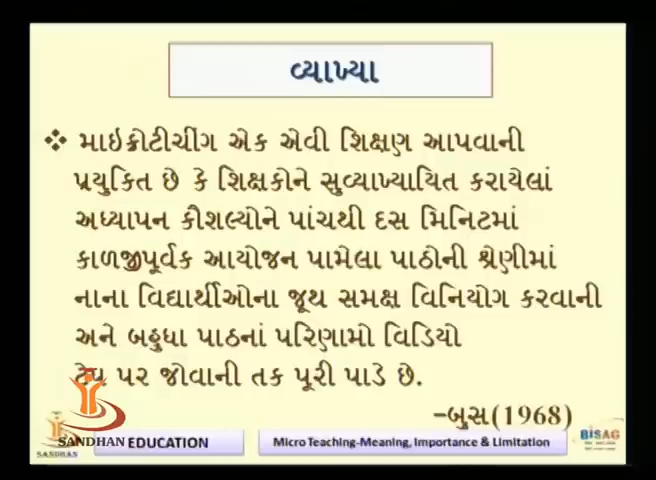 વ્યાખ્યા
❖ માઇક્રોટીચીંગ એક એવી શિક્ષણ આપવાની
પ્રયુકિત છે કે શિક્ષકોને સુવ્યાખ્યાયિત કરાયેલાં
અધ્યાપન કૌશલ્યોને પાંચથી દસ મિનિટમાં
કાળજીપૂર્વક આયોજન પામેલા પાઠોની શ્રેણીમાં
નાના વિદ્યાર્થીઓના જૂથ સમક્ષ વિનિયોગ કરવાની
અને બહુધા પાઠનાં પરિણામો વિડિયો
ટેપ પર જોવાની તક પૂરી પાડે છે.
-બુસ(1968)
SANDHAN EDUCATION
Micro Teaching-Meaning, Importance & Limitation
BISAG
SANDHAN